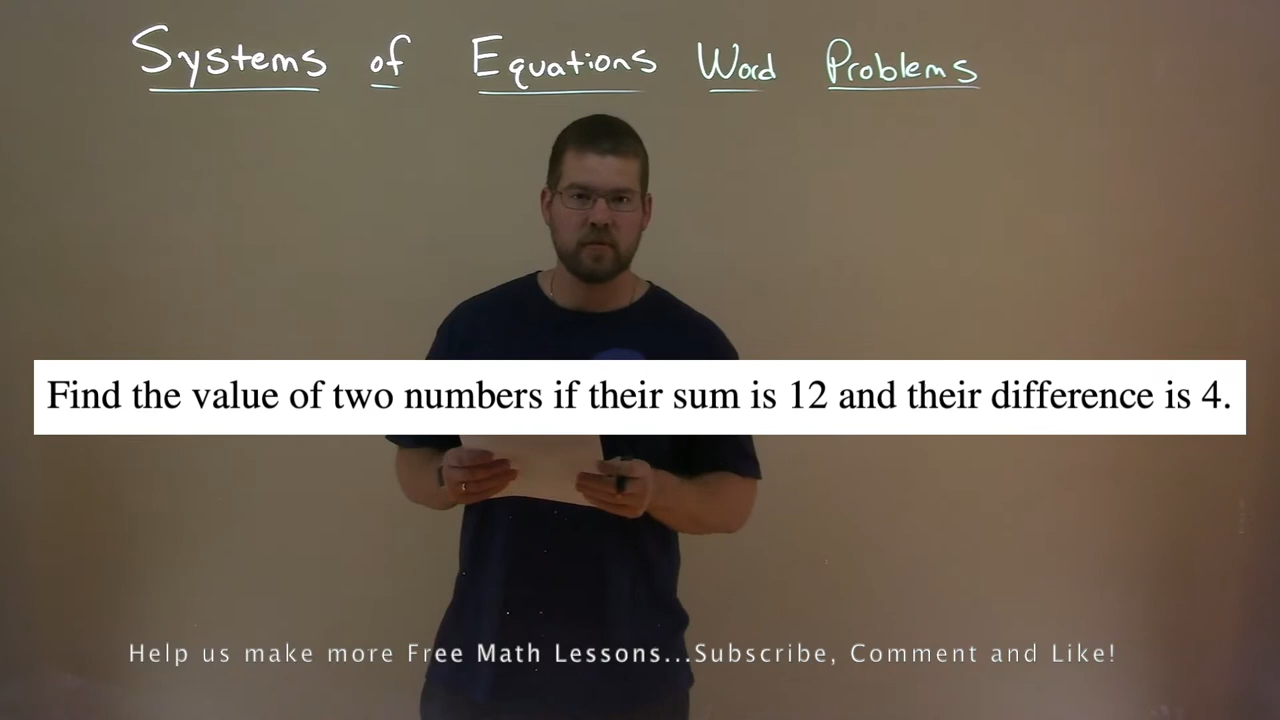 Systems of Equations Word Problems
Find the value of two numbers if their sum is 12 and their difference is 4.
Help us make more Free Math Lessons...Subscribe, Comment and Like!